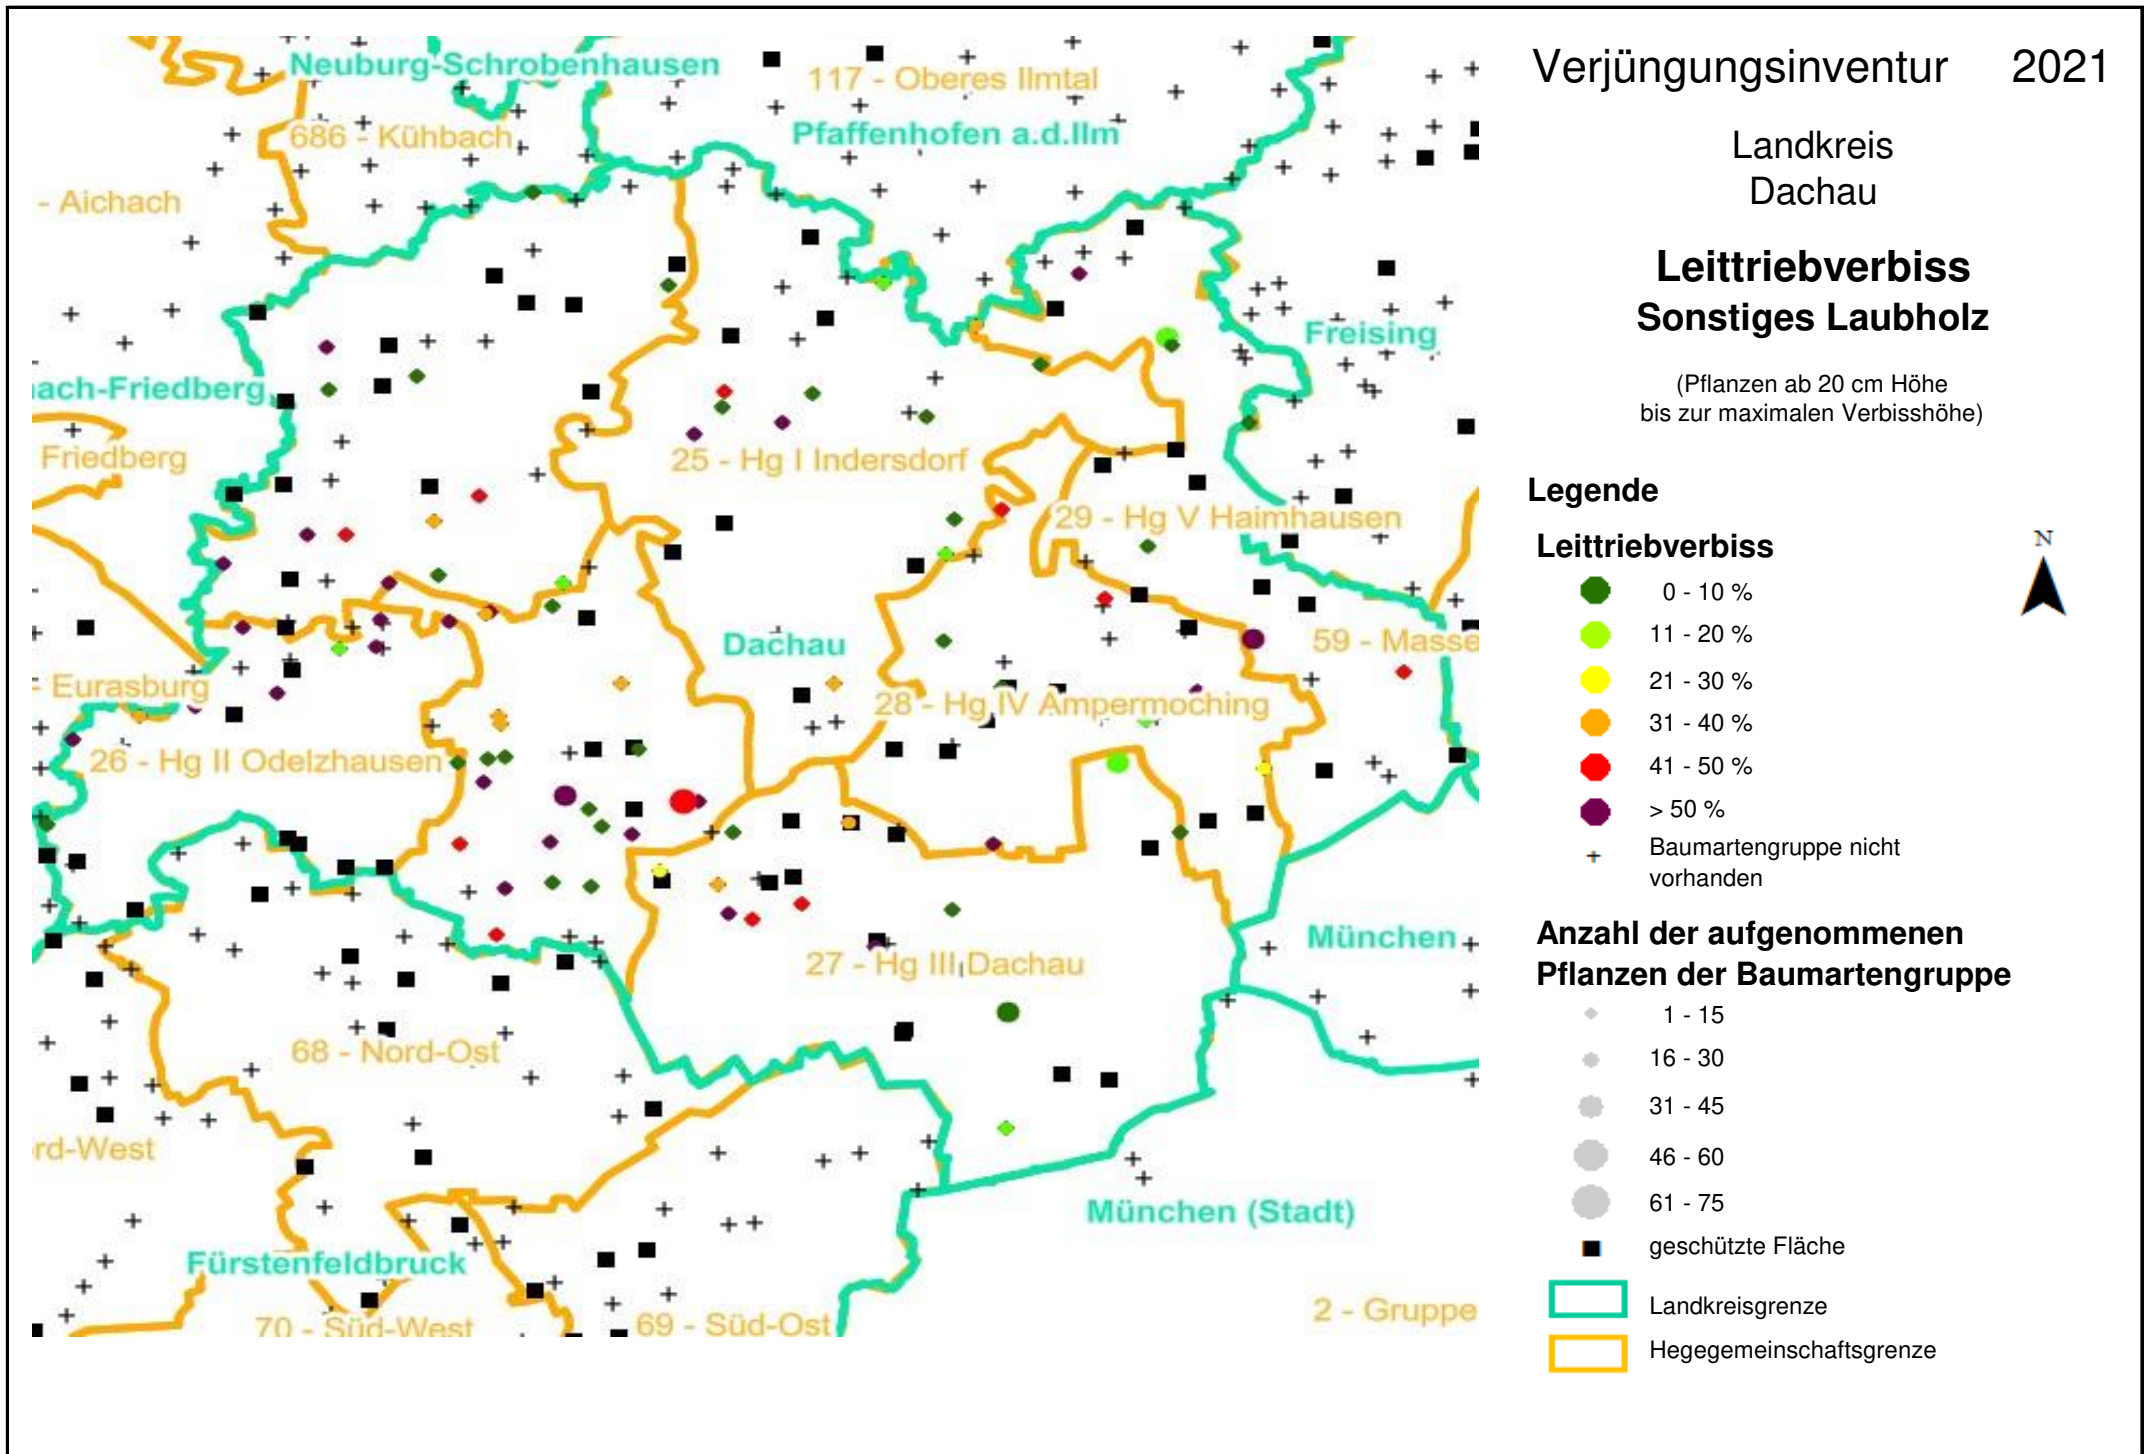 Verjüngungsinventur 2021
Landkreis
Dachau
Leittriebverbiss
Sonstiges Laubholz
(Pflanzen ab 20 cm Höhe
bis zur maximalen Verbisshöhe)
Legende
Leittriebverbiss
N
0 - 10 %
11 - 20 %
21 - 30 %
31 - 40 %
41 - 50 %
> 50 %
Baumartengruppe nicht
vorhanden
Anzahl der aufgenommenen
Pflanzen der Baumartengruppe
1 - 15
16 - 30
31 - 45
46 - 60
61 - 75
geschützte Fläche
Landkreisgrenze
Hegegemeinschaftsgrenze
Neuburg-Schrobenhausen
117 - Oberes Ilmtal
686 - Kühbach
Pfaffenhofen a.d.Ilm
- Aichach
Freising
ach-Friedberg
Friedberg
25 - Hg I Indersdorf
29 - Hg V Haimhausen
Dachau
59 - Masse
- Eurasburg
28 - Hg IV Ampermoching
26 - Hg II Odelzhausen
München
27 - Hg III Dachau
68 - Nord-Ost
rd-West
München (Stadt)
Fürstenfeldbruck
2 - Gruppe
70 - Süd-West
69 - Süd-Ost